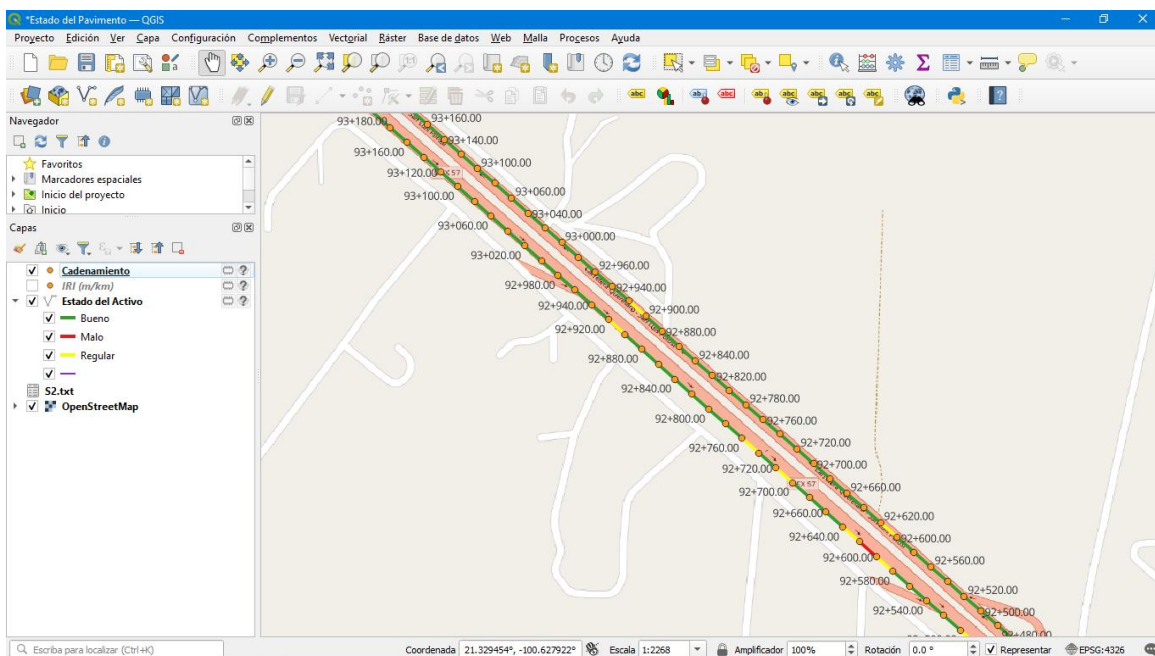 *Estado del Pavimento — QGIS
Proyecto Edición Ver Capa Configuración Complementos Vectorial Ráster Base de datos Web Malla Procesos Ayuda
abc abc abc abc abc abc abc abc
Navegador
Favoritos
Marcadores espaciales
Inicio del proyecto
Inicio
Capas
Cadenamiento
IRI (m/km)
Estado del Activo
Bueno
Malo
Regular
S2.txt
OpenStreetMap
93+180.00
93+160.00
93+160.00
93+140.00
93+120.00
93+100.00
93+100.00
93+060.00
93+060.00
93+040.00
93+020.00
93+000.00
92+980.00
92+960.00
92+940.00
92+940.00
92+920.00
92+900.00
92+880.00
92+880.00
92+840.00
92+840.00
92+820.00
92+800.00
92+780.00
92+760.00
92+760.00
92+720.00
92+720.00
92+700.00
92+700.00
92+660.00
92+660.00
92+640.00
92+620.00
92+600.00
92+600.00
92+580.00
92+560.00
92+540.00
92+520.00
92+500.00
92+480.00
Escriba para localizar (Ctrl+K)
Coordenada 21.329454°, -100.627922° Escala 1:2268 Amplificador 100% Rotación 0.0 ° Representar EPSG:4326